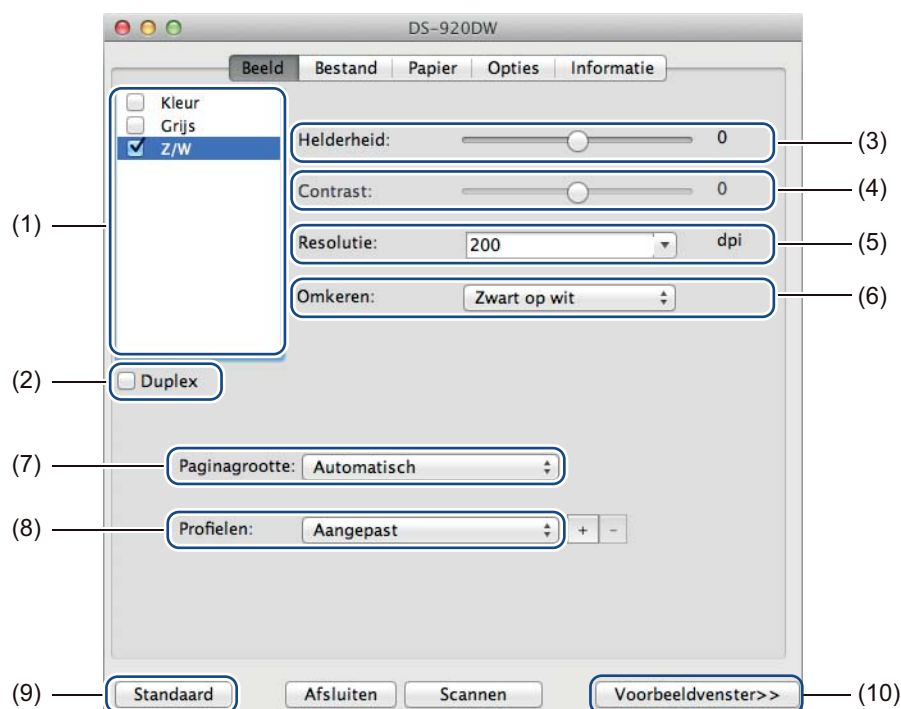 DS-920DW
Beeld Bestand Papier Opties Informatie
Kleur
Grijs
Z/W
(1)
Helderheid: 0 (3)
Contrast: 0 (4)
Resolutie: 200 dpi (5)
Omkeren: Zwart op wit (6)
(2) Duplex
(7) Paginagrootte: Automatisch
(8) Profielen: Aangepast + -
(9) Standaard Afsluiten Scannen Voorbeeldvenster>> (10)